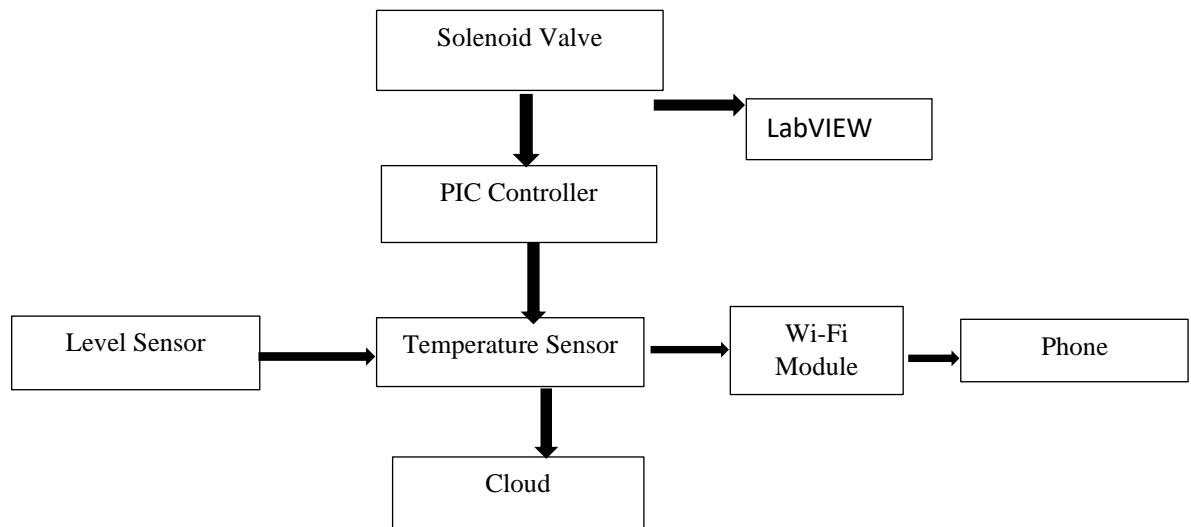 Solenoid Valve
LabVIEW
PIC Controller
Level Sensor
Temperature Sensor
Wi-Fi
Module
Phone
Cloud